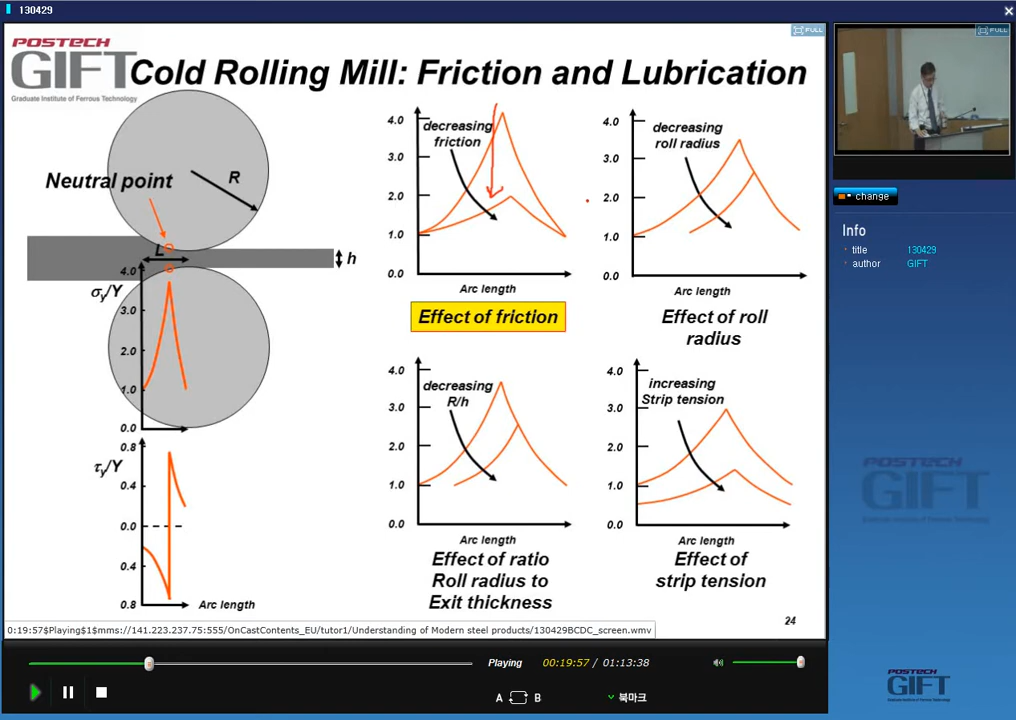 130429
FULL
POSTECH
GIFT
Graduate Institute of Ferrous Technology
Cold Rolling Mill: Friction and Lubrication
FULL
Neutral point
R
L
h
4.0
σy/Y
3.0
2.0
1.0
0.0
0.8
τy/Y
0.4
0.0
0.4
0.8
Arc length
4.0
decreasing
friction
3.0
2.0
1.0
0.0
Arc length
Effect of friction
4.0
decreasing
roll radius
3.0
2.0
1.0
0.0
Arc length
Effect of roll
radius
4.0
decreasing
R/h
3.0
2.0
1.0
0.0
Arc length
Effect of ratio
Roll radius to
Exit thickness
4.0
increasing
Strip tension
3.0
2.0
1.0
0.0
Arc length
Effect of
strip tension
24
change
Info
title 130429
author GIFT
POSTECH
GIFT
0:19:57$Playing$1$mms://141.223.237.75:555/OnCastContents_EU/tutor1/Understanding of Modern steel products/130429BCDC_screen.wmv
Playing 00:19:57 / 01:13:38
A B 북마크
POSTECH
GIFT